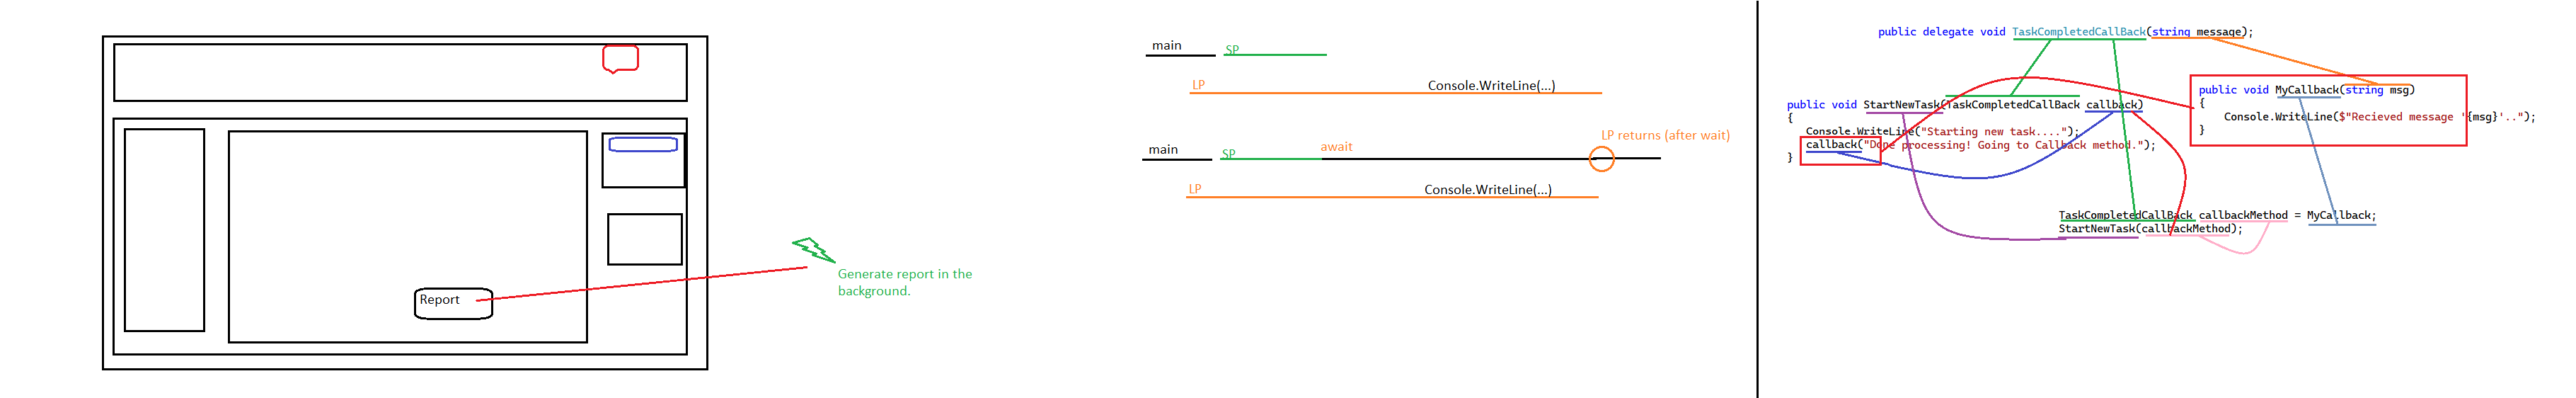 Report
Generate report in the
background.
main
SP
LP
Console.WriteLine(...)
main
SP
await
LP returns (after wait)
LP
Console.WriteLine(...)
public delegate void TaskCompletedCallBack(string message);
public void StartNewTask(TaskCompletedCallBack callback)
{
Console.WriteLine("Starting new task....");
callback("Done processing! Going to Callback method.");
}
public void MyCallback(string msg)
{
Console.WriteLine($"Recieved message '{msg}'..");
}
TaskCompletedCallBack callbackMethod = MyCallback;
StartNewTask(callbackMethod);